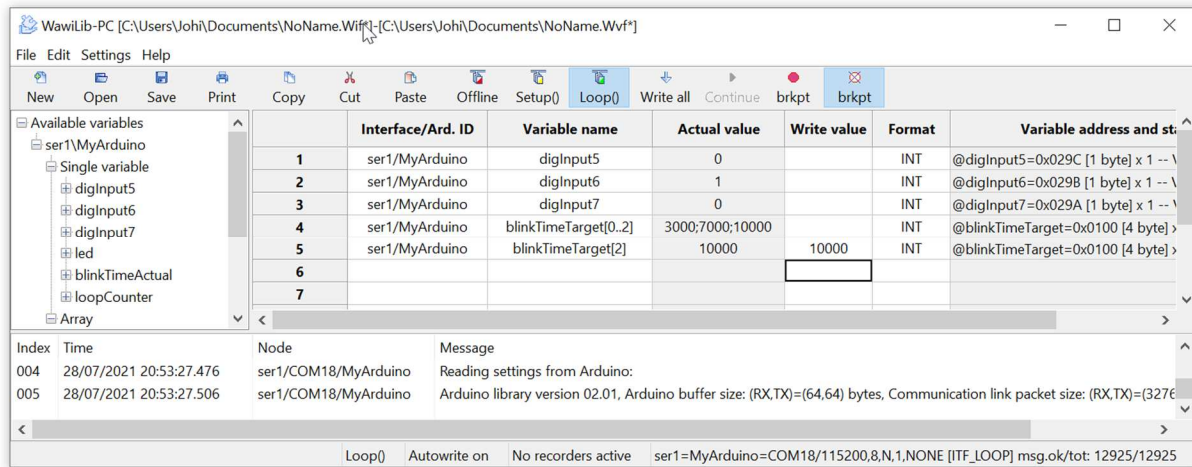 WawiLib-PC [C:\Users\Johi\Documents\NoName.Wif*]-[C:\Users\Johi\Documents\NoName.Wvf*]
File Edit Settings Help
New Open Save Print Copy Cut Paste Offline Setup() Loop() Write all Continue brkpt brkpt
Available variables
ser1\MyArduino
Single variable
digInput5
digInput6
digInput7
led
blinkTimeActual
loopCounter
Array
Interface/Ard. ID Variable name Actual value Write value Format Variable address and sta
1 ser1/MyArduino digInput5 0 INT @digInput5=0x029C [1 byte] x 1 -- V
2 ser1/MyArduino digInput6 1 INT @digInput6=0x029B [1 byte] x 1 -- V
3 ser1/MyArduino digInput7 0 INT @digInput7=0x029A [1 byte] x 1 -- V
4 ser1/MyArduino blinkTimeTarget[0..2] 3000;7000;10000 INT @blinkTimeTarget=0x0100 [4 byte] x
5 ser1/MyArduino blinkTimeTarget[2] 10000 10000 INT @blinkTimeTarget=0x0100 [4 byte] x
6
7
Index Time Node Message
004 28/07/2021 20:53:27.476 ser1/COM18/MyArduino Reading settings from Arduino:
005 28/07/2021 20:53:27.506 ser1/COM18/MyArduino Arduino library version 02.01, Arduino buffer size: (RX,TX)=(64,64) bytes, Communication link packet size: (RX,TX)=(3276
Loop() Autowrite on No recorders active ser1=MyArduino=COM18/115200,8,N,1,NONE [ITF_LOOP] msg.ok/tot: 12925/12925